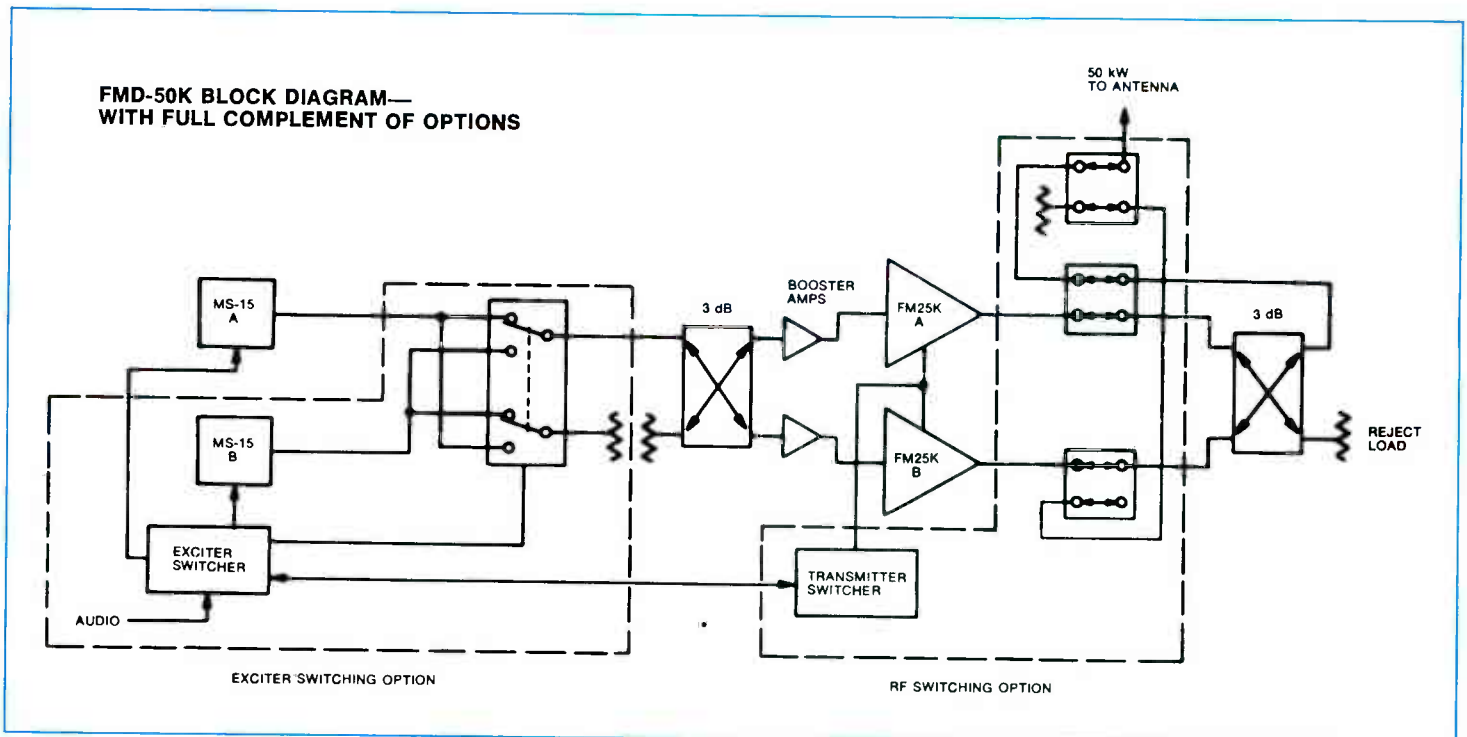 FMD-50K BLOCK DIAGRAM—
WITH FULL COMPLEMENT OF OPTIONS
50 kW
TO ANTENNA
MS-15
A
BOOSTER
AMPS
3 dB
FM25K
A
3 dB
MS-15
B
FM25K
B
REJECT
LOAD
EXCITER
SWITCHER
TRANSMITTER
SWITCHER
AUDIO
EXCITER SWITCHING OPTION
RF SWITCHING OPTION